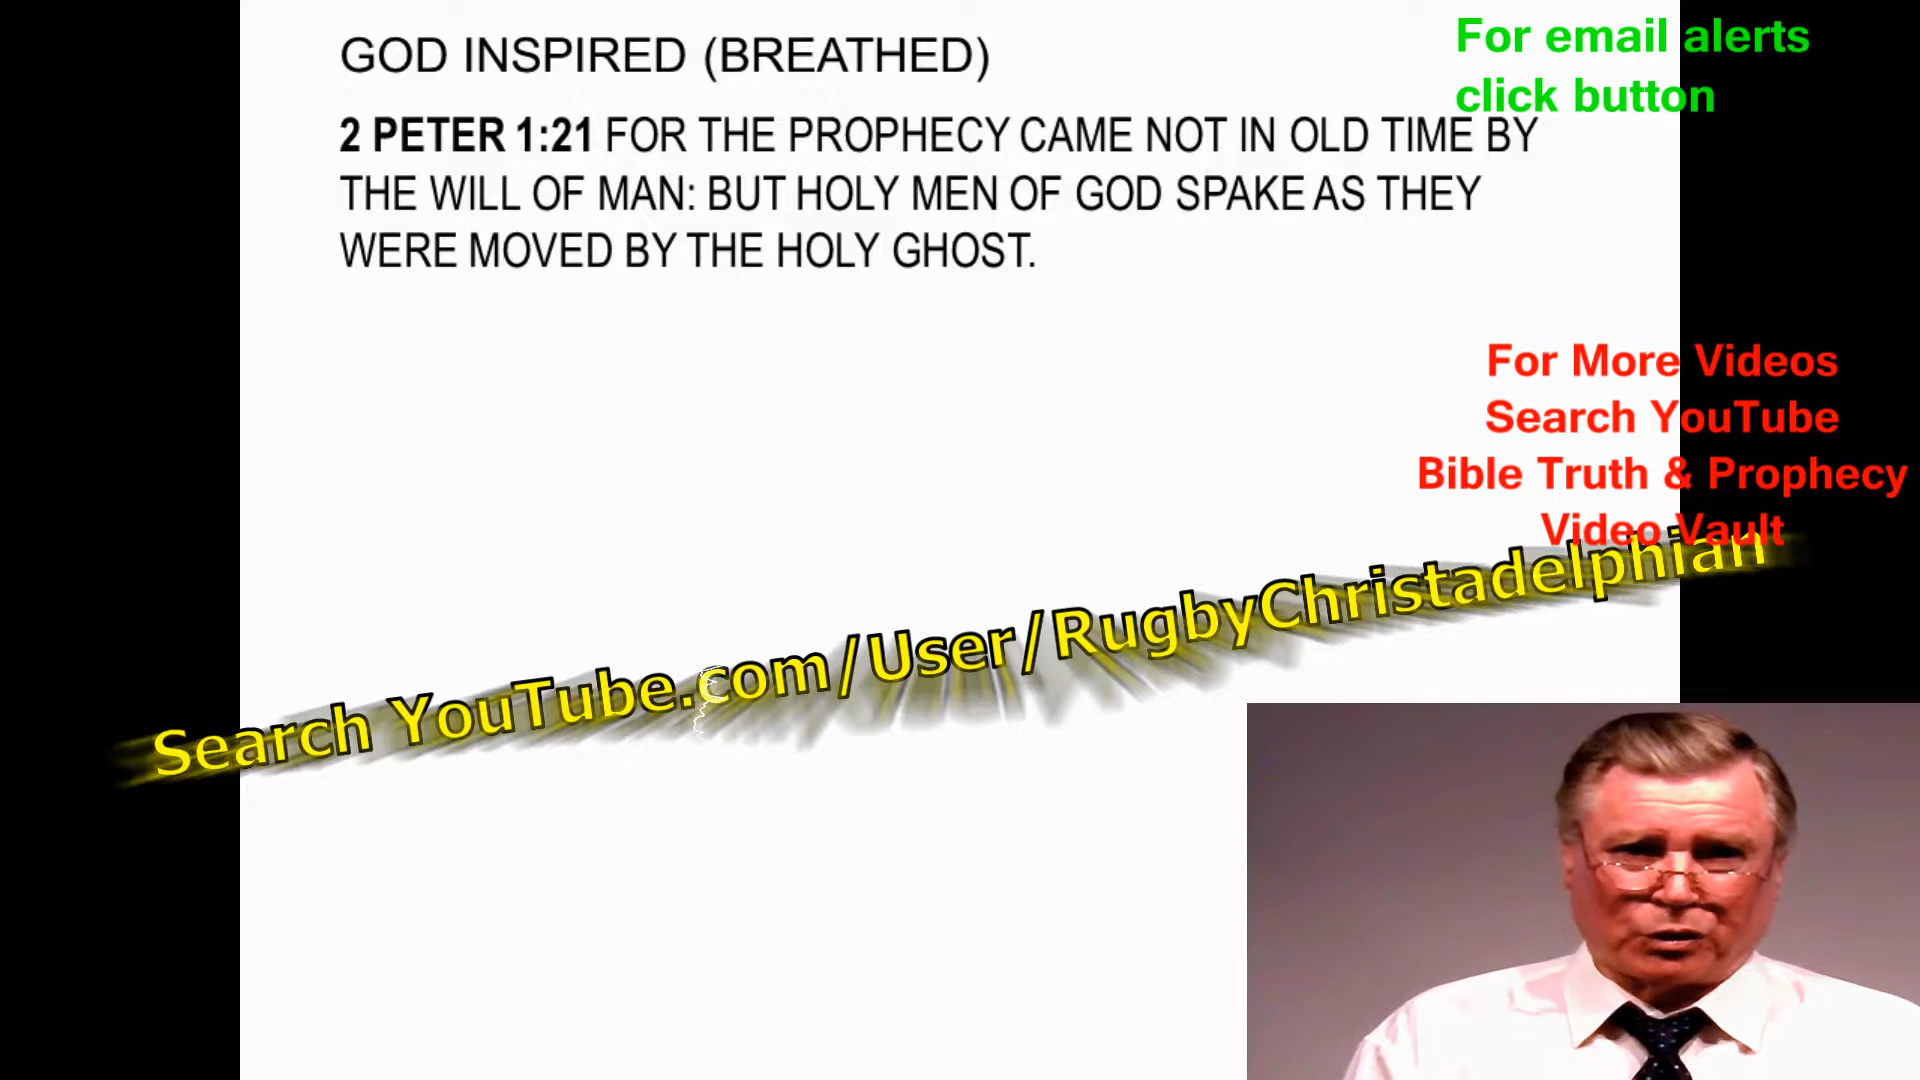 GOD INSPIRED (BREATHED)
2 PETER 1:21 FOR THE PROPHECY CAME NOT IN OLD TIME BY
THE WILL OF MAN: BUT HOLY MEN OF GOD SPAKE AS THEY
WERE MOVED BY THE HOLY GHOST.
For email alerts
click button
For More Videos
Search YouTube
Bible Truth & Prophecy
Video Vault
Search YouTube.com/User/RugbyChristadelphian